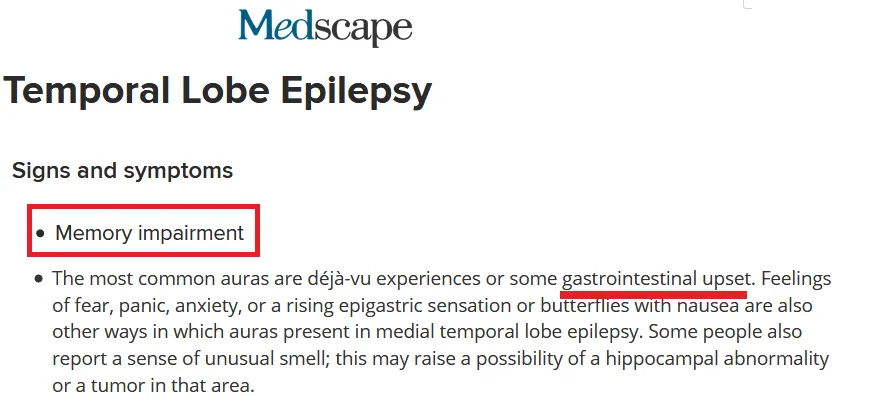 Medscape
Temporal Lobe Epilepsy
Signs and symptoms
• Memory impairment
• The most common auras are déjà-vu experiences or some gastrointestinal upset. Feelings
of fear, panic, anxiety, or a rising epigastric sensation or butterflies with nausea are also
other ways in which auras present in medial temporal lobe epilepsy. Some people also
report a sense of unusual smell; this may raise a possibility of a hippocampal abnormality
or a tumor in that area.